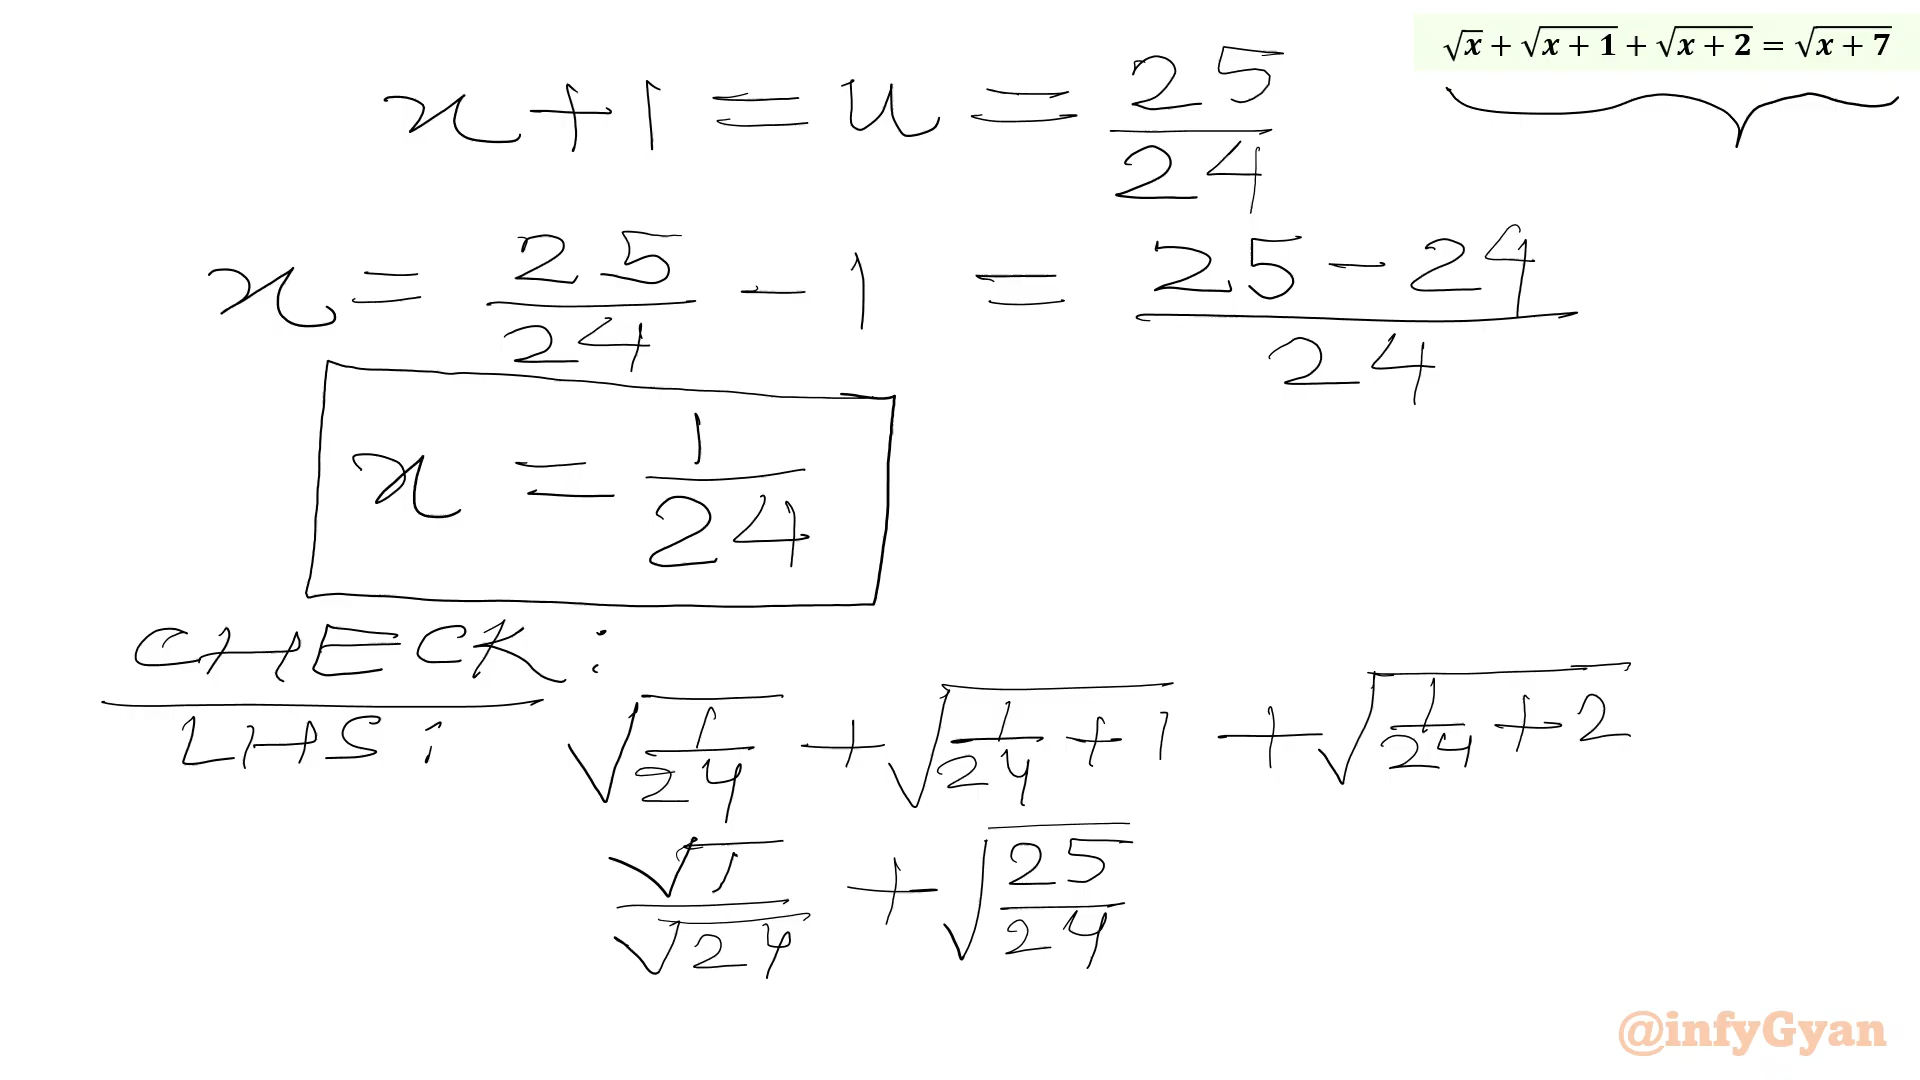 √x + √(x + 1) + √(x + 2) = √(x + 7)
x + 1 = u = 25/24
x = 25/24 - 1 = (25 - 24)/24
x = 1/24
CHECK:
LHS: √(1/24) + √(1/24 + 1) + √(1/24 + 2)
√1/√24 + √(25/24)
@infyGyan